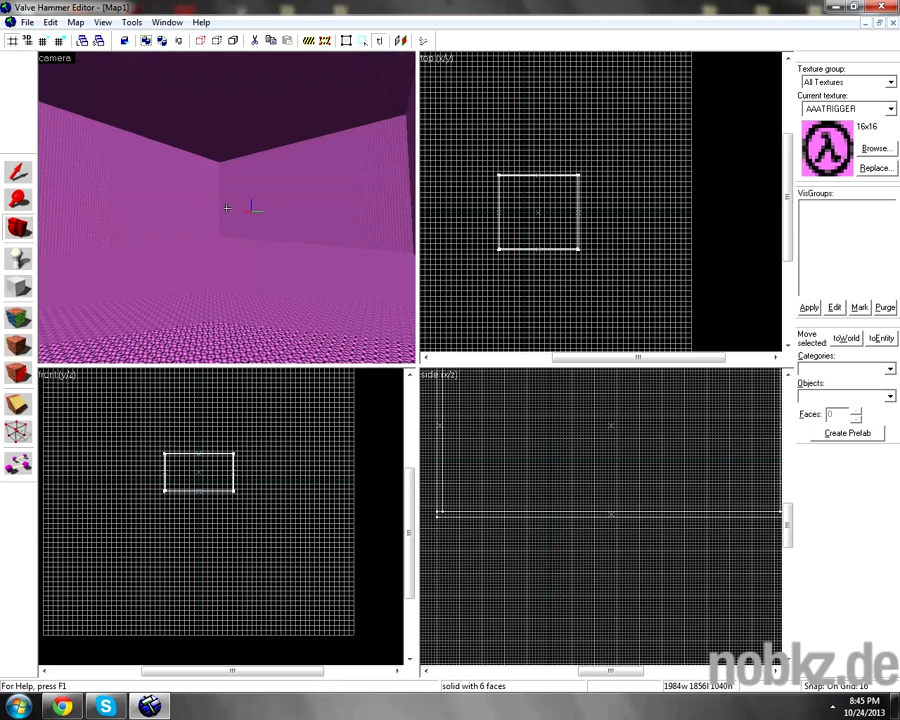 Valve Hammer Editor - [Map1]
File Edit Map View Tools Window Help
camera
top (x/y)
front (y/z)
side (x/z)
Texture group:
All Textures
Current texture:
AAATRIGGER
16x16
Browse...
Replace...
VisGroups:
Apply Edit Mark Purge
Move selected:
toWorld toEntity
Categories:
Objects:
Faces: 0
Create Prefab
nobkz.de
For Help, press F1
solid with 6 faces
1984w 1856l 1040h
Snap: On Grid: 16
8:45 PM
10/24/2013